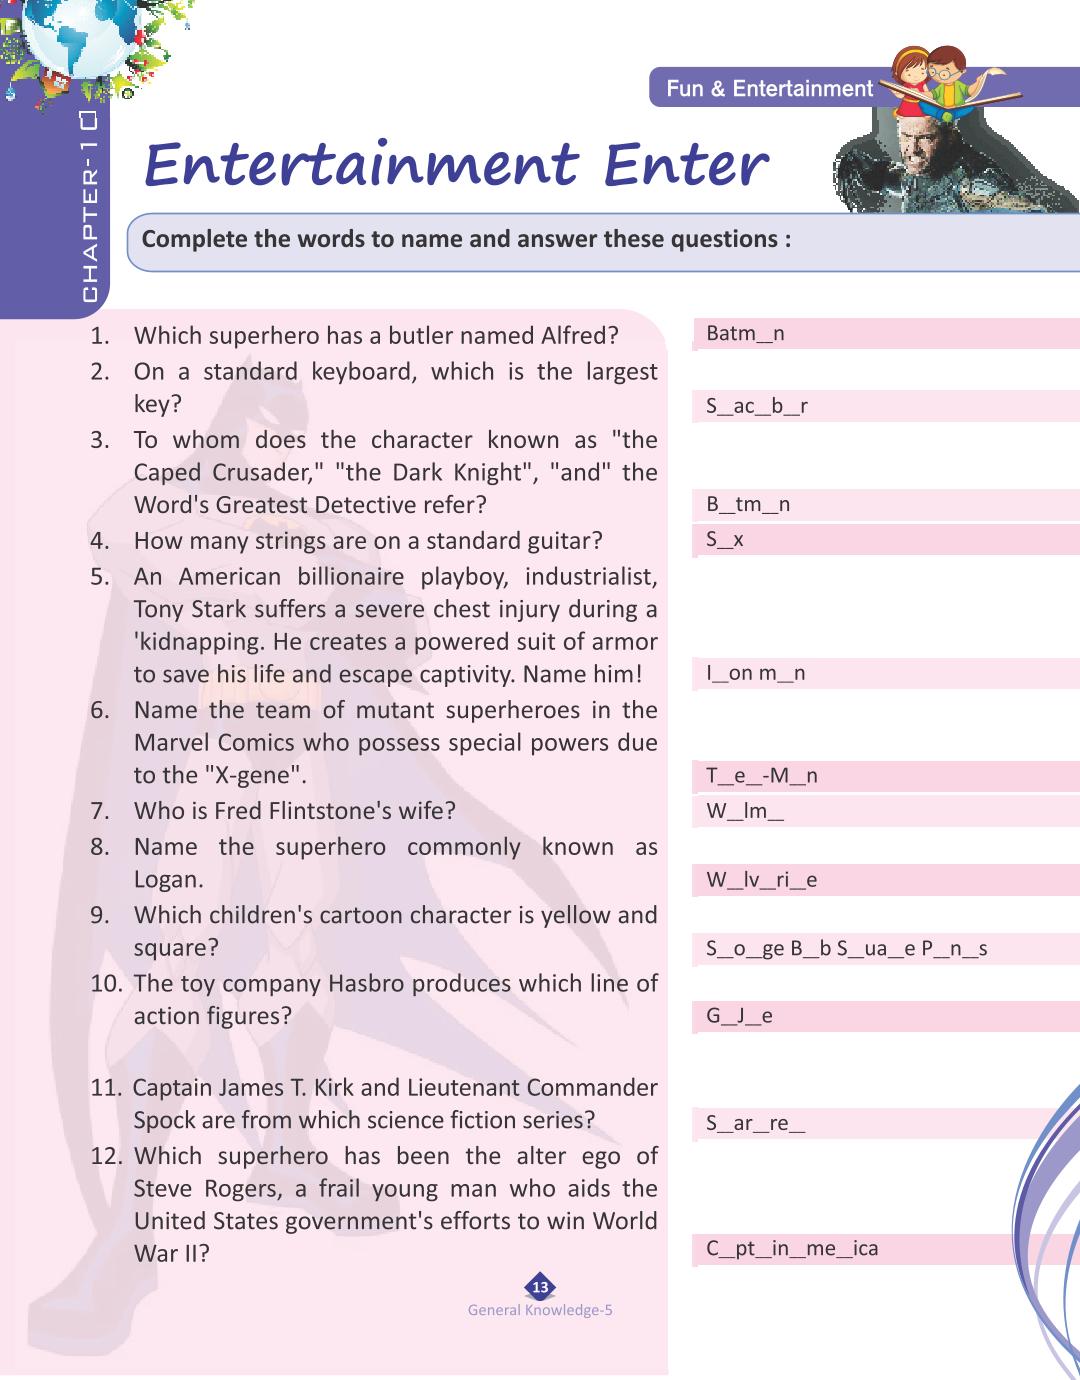 Fun & Entertainment
CHAPTER-10
Entertainment Enter
Complete the words to name and answer these questions :
1. Which superhero has a butler named Alfred?
Batm__n
2. On a standard keyboard, which is the largest
key?
S__ac__b__r
3. To whom does the character known as "the
Caped Crusader," "the Dark Knight", "and" the
Word's Greatest Detective refer?
B__tm__n
4. How many strings are on a standard guitar?
S__x
5. An American billionaire playboy, industrialist,
Tony Stark suffers a severe chest injury during a
'kidnapping. He creates a powered suit of armor
to save his life and escape captivity. Name him!
I__on m__n
6. Name the team of mutant superheroes in the
Marvel Comics who possess special powers due
to the "X-gene".
T__e__-M__n
7. Who is Fred Flintstone's wife?
W__lm__
8. Name the superhero commonly known as
Logan.
W__lv__ri__e
9. Which children's cartoon character is yellow and
square?
S__o__ge B__b S__ua__e P__n__s
10. The toy company Hasbro produces which line of
action figures?
G__J__e
11. Captain James T. Kirk and Lieutenant Commander
Spock are from which science fiction series?
S__ar__re__
12. Which superhero has been the alter ego of
Steve Rogers, a frail young man who aids the
United States government's efforts to win World
War II?
C__pt__in__me__ica
13
General Knowledge-5